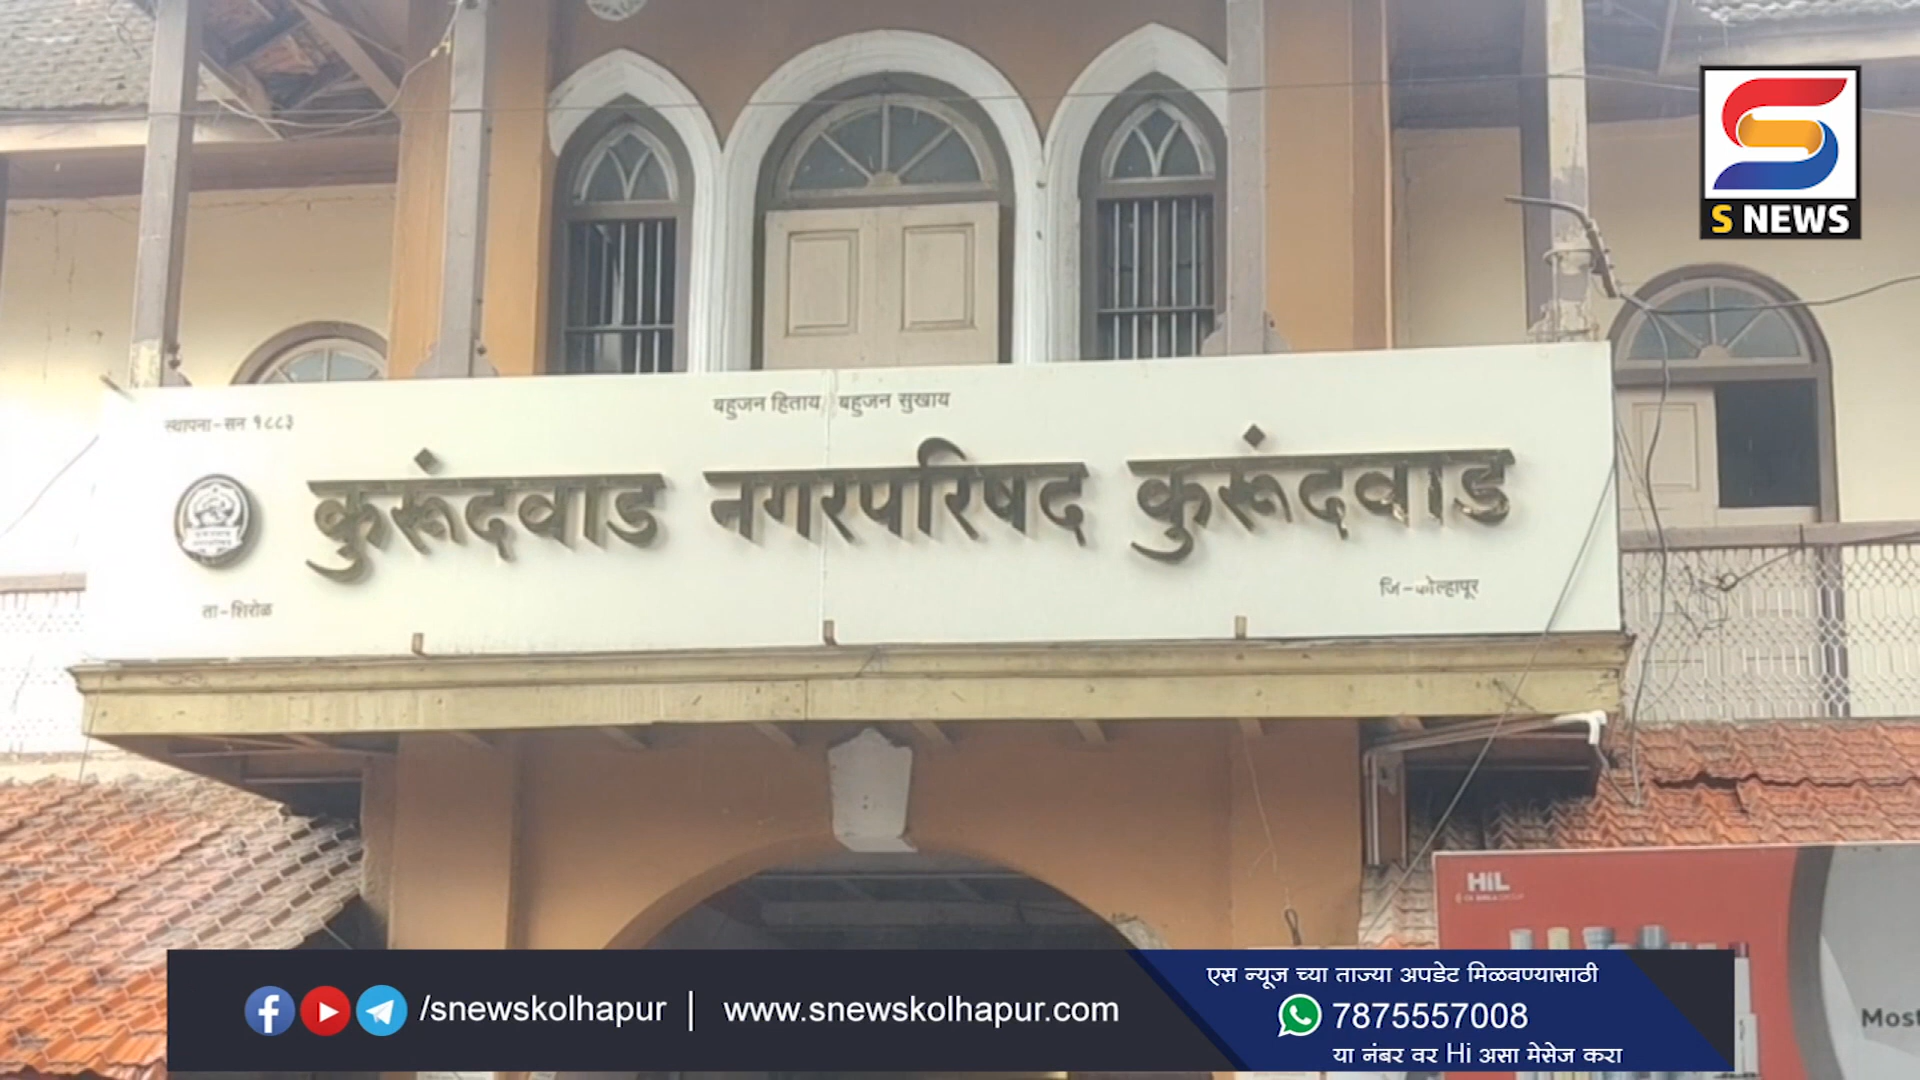 S NEWS
स्थापना-सन १८८३
बहुजन हिताय बहुजन सुखाय
कुरूंदवाड नगरपरिषद कुरूंदवाड
ता-शिरोळ
जि-कोल्हापूर
HIL
Most
/snewskolhapur | www.snewskolhapur.com
एस न्यूज च्या ताज्या अपडेट मिळवण्यासाठी
7875557008
या नंबर वर Hi असा मेसेज करा